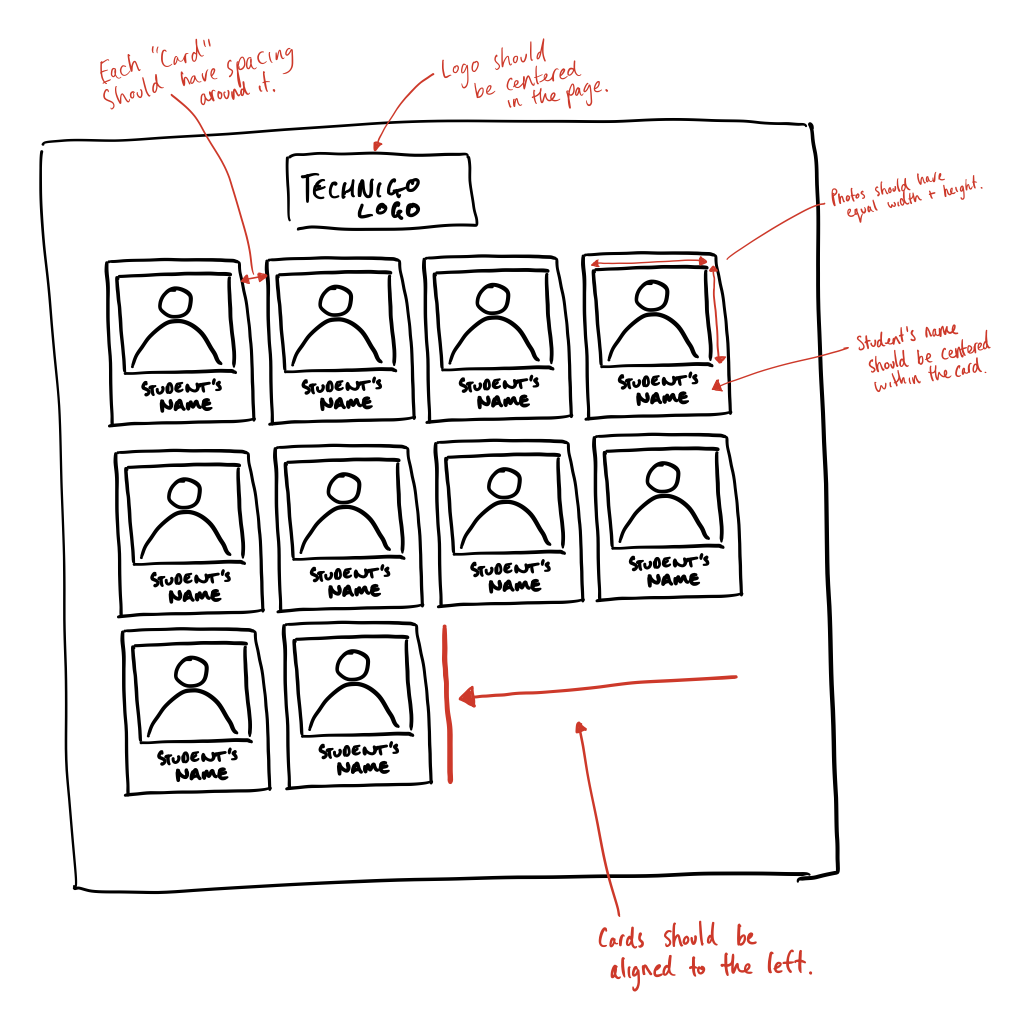 Each "Card"
Should have spacing
around it.
Logo should
be centered
in the page.
TECHNIGO
LOGO
Photos should have
equal width + height.
Student's name
should be centered
within the card.
STUDENT'S
NAME
STUDENT'S
NAME
STUDENT'S
NAME
STUDENT'S
NAME
STUDENT'S
NAME
STUDENT'S
NAME
STUDENT'S
NAME
STUDENT'S
NAME
STUDENT'S
NAME
STUDENT'S
NAME
Cards should be
aligned to the left.